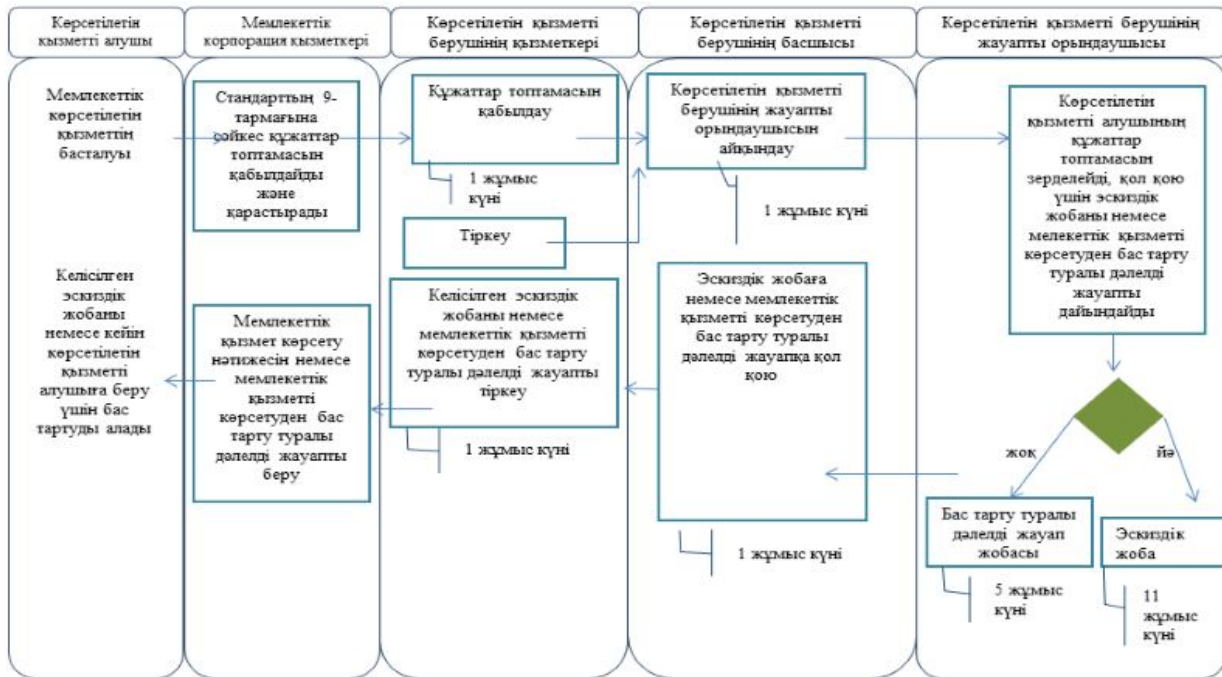 Көрсетілетін
қызметті алушы
Мемлекеттік
корпорация қызметкері
Көрсетілетін қызметті
берушінің қызметкері
Көрсетілетін қызметті
берушінің басшысы
Көрсетілетін қызметті берушінің
жауапты орындаушысы
Мемлекеттік
көрсетілетін
қызметтін
басталуы
Стандарттың 9-
тармағына
сәйкес құжаттар
топтамасын
қабылдайды
және
қарастырады
Құжаттар топтамасын
қабылдау
1 жұмыс
күні
Тіркеу
Көрсетілетін қызметті
берушінің жауапты
орындаушысын
айқындау
1 жұмыс күні
Көрсетілетін
қызметті алушының
құжаттар
топтамасын
зерделейді, қол қою
үшін эскиздік
жобаны немесе
мелекеттік қызметті
көрсетуден бас тарту
туралы дәлелді
жауапты
дайындайды
Келісілген
эскиздік
жобаны
немесе кейін
көрсетілетін
қызметті
алушыға беру
үшін бас
тартуды алады
Мемлекеттік
қызмет көрсету
нәтижесін немесе
мемлекеттік
қызметті
көрсетуден бас
тарту туралы
дәлелді жауапты
беру
Келісілген эскиздік
жобаны немесе
мемлекеттік қызметті
көрсетуден бас тарту
туралы дәлелді жауапты
тіркеу
1 жұмыс күні
Эскиздік жобаға
немесе мемлекеттік
қызметті көрсетуден
бас тарту туралы
дәлелді жауапқа қол
қою
1 жұмыс күні
жоқ
йә
Бас тарту туралы
дәлелді жауап
жобасы
5 жұмыс
күні
Эскиздік
жоба
11
жұмыс
күні